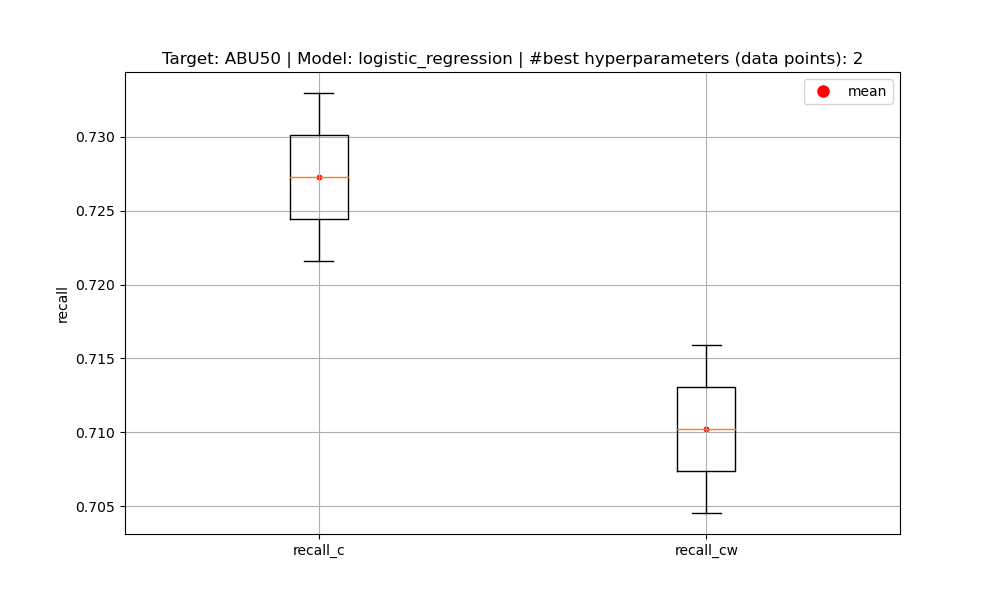 Target: ABU50 | Model: logistic_regression | #best hyperparameters (data points): 2
mean
0.730
0.725
0.720
0.715
0.710
0.705
recall
recall_c
recall_cw